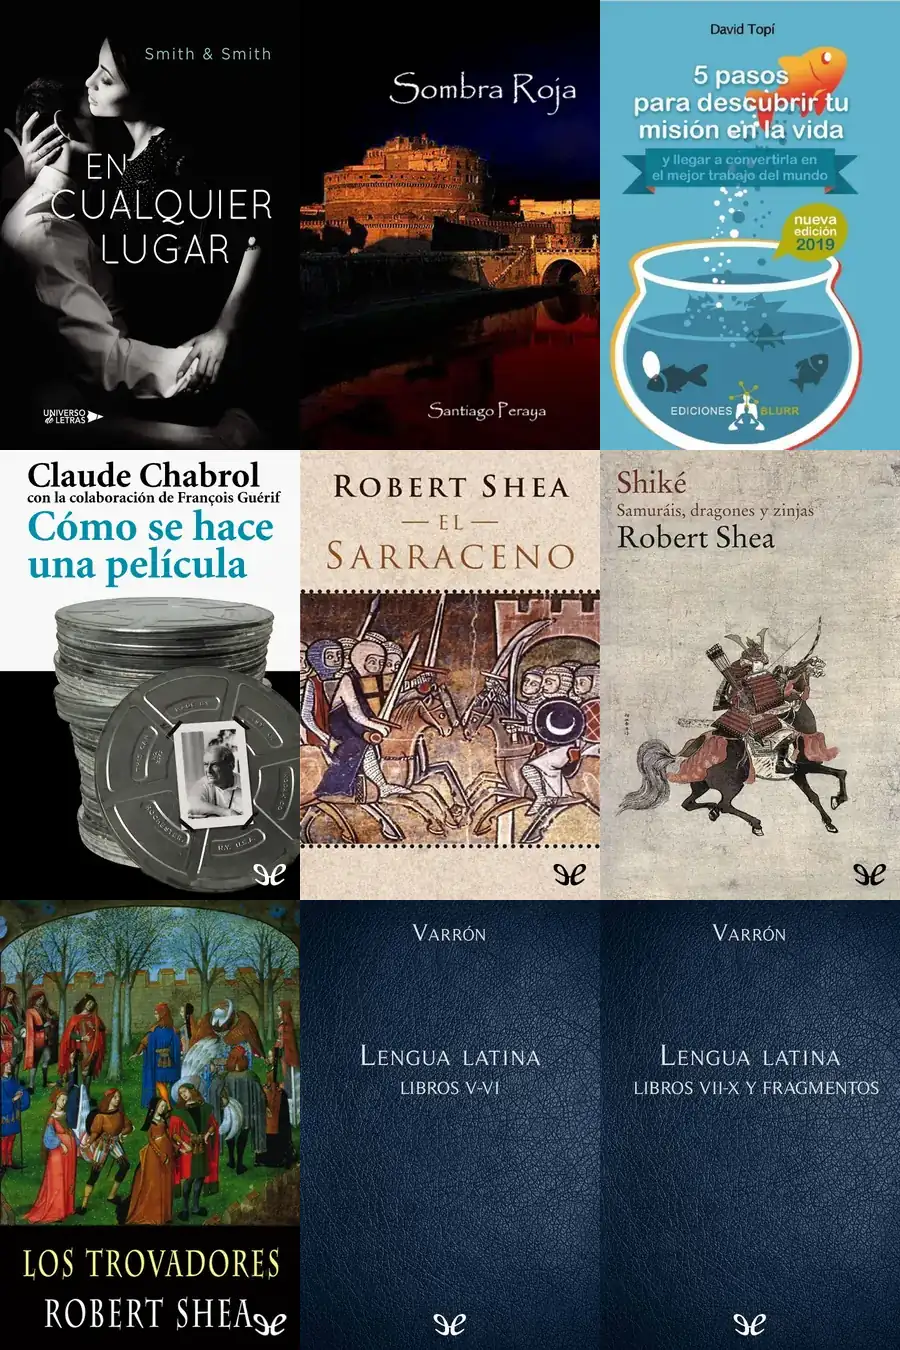 Smith & Smith
EN
CUALQUIER
LUGAR
UNIVERSO
de LETRAS
Sombra Roja
Santiago Peraya
David Topí
5 pasos
para descubrir tu
misión en la vida
y llegar a convertirla en
el mejor trabajo del mundo
nueva
edición
2019
EDICIONES BLURR
Claude Chabrol
con la colaboración de François Guérif
Cómo se hace
una película
ROBERT SHEA
EL
SARRACENO
Shiké
Samuráis, dragones y zinjas
Robert Shea
LOS TROVADORES
ROBERT SHEA
VARRÓN
LENGUA LATINA
LIBROS V-VI
VARRÓN
LENGUA LATINA
LIBROS VII-X Y FRAGMENTOS